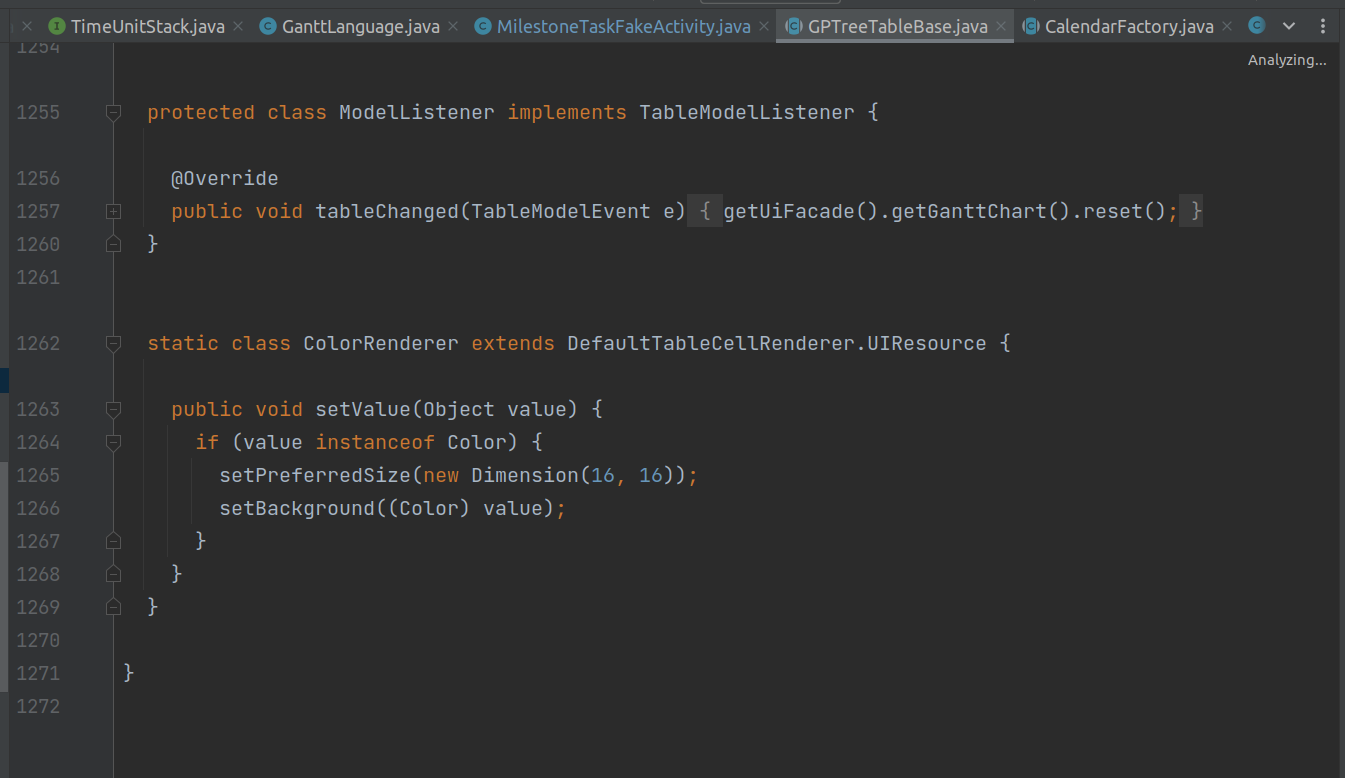 TimeUnitStack.java GanttLanguage.java MilestoneTaskFakeActivity.java GPTreeTableBase.java CalendarFactory.java
Analyzing...
1254
1255 protected class ModelListener implements TableModelListener {
1256 @Override
1257 public void tableChanged(TableModelEvent e) { getUiFacade().getGanttChart().reset(); }
1260 }
1261
1262 static class ColorRenderer extends DefaultTableCellRenderer.UIResource {
1263 public void setValue(Object value) {
1264 if (value instanceof Color) {
1265 setPreferredSize(new Dimension(16, 16));
1266 setBackground((Color) value);
1267 }
1268 }
1269 }
1270
1271 }
1272